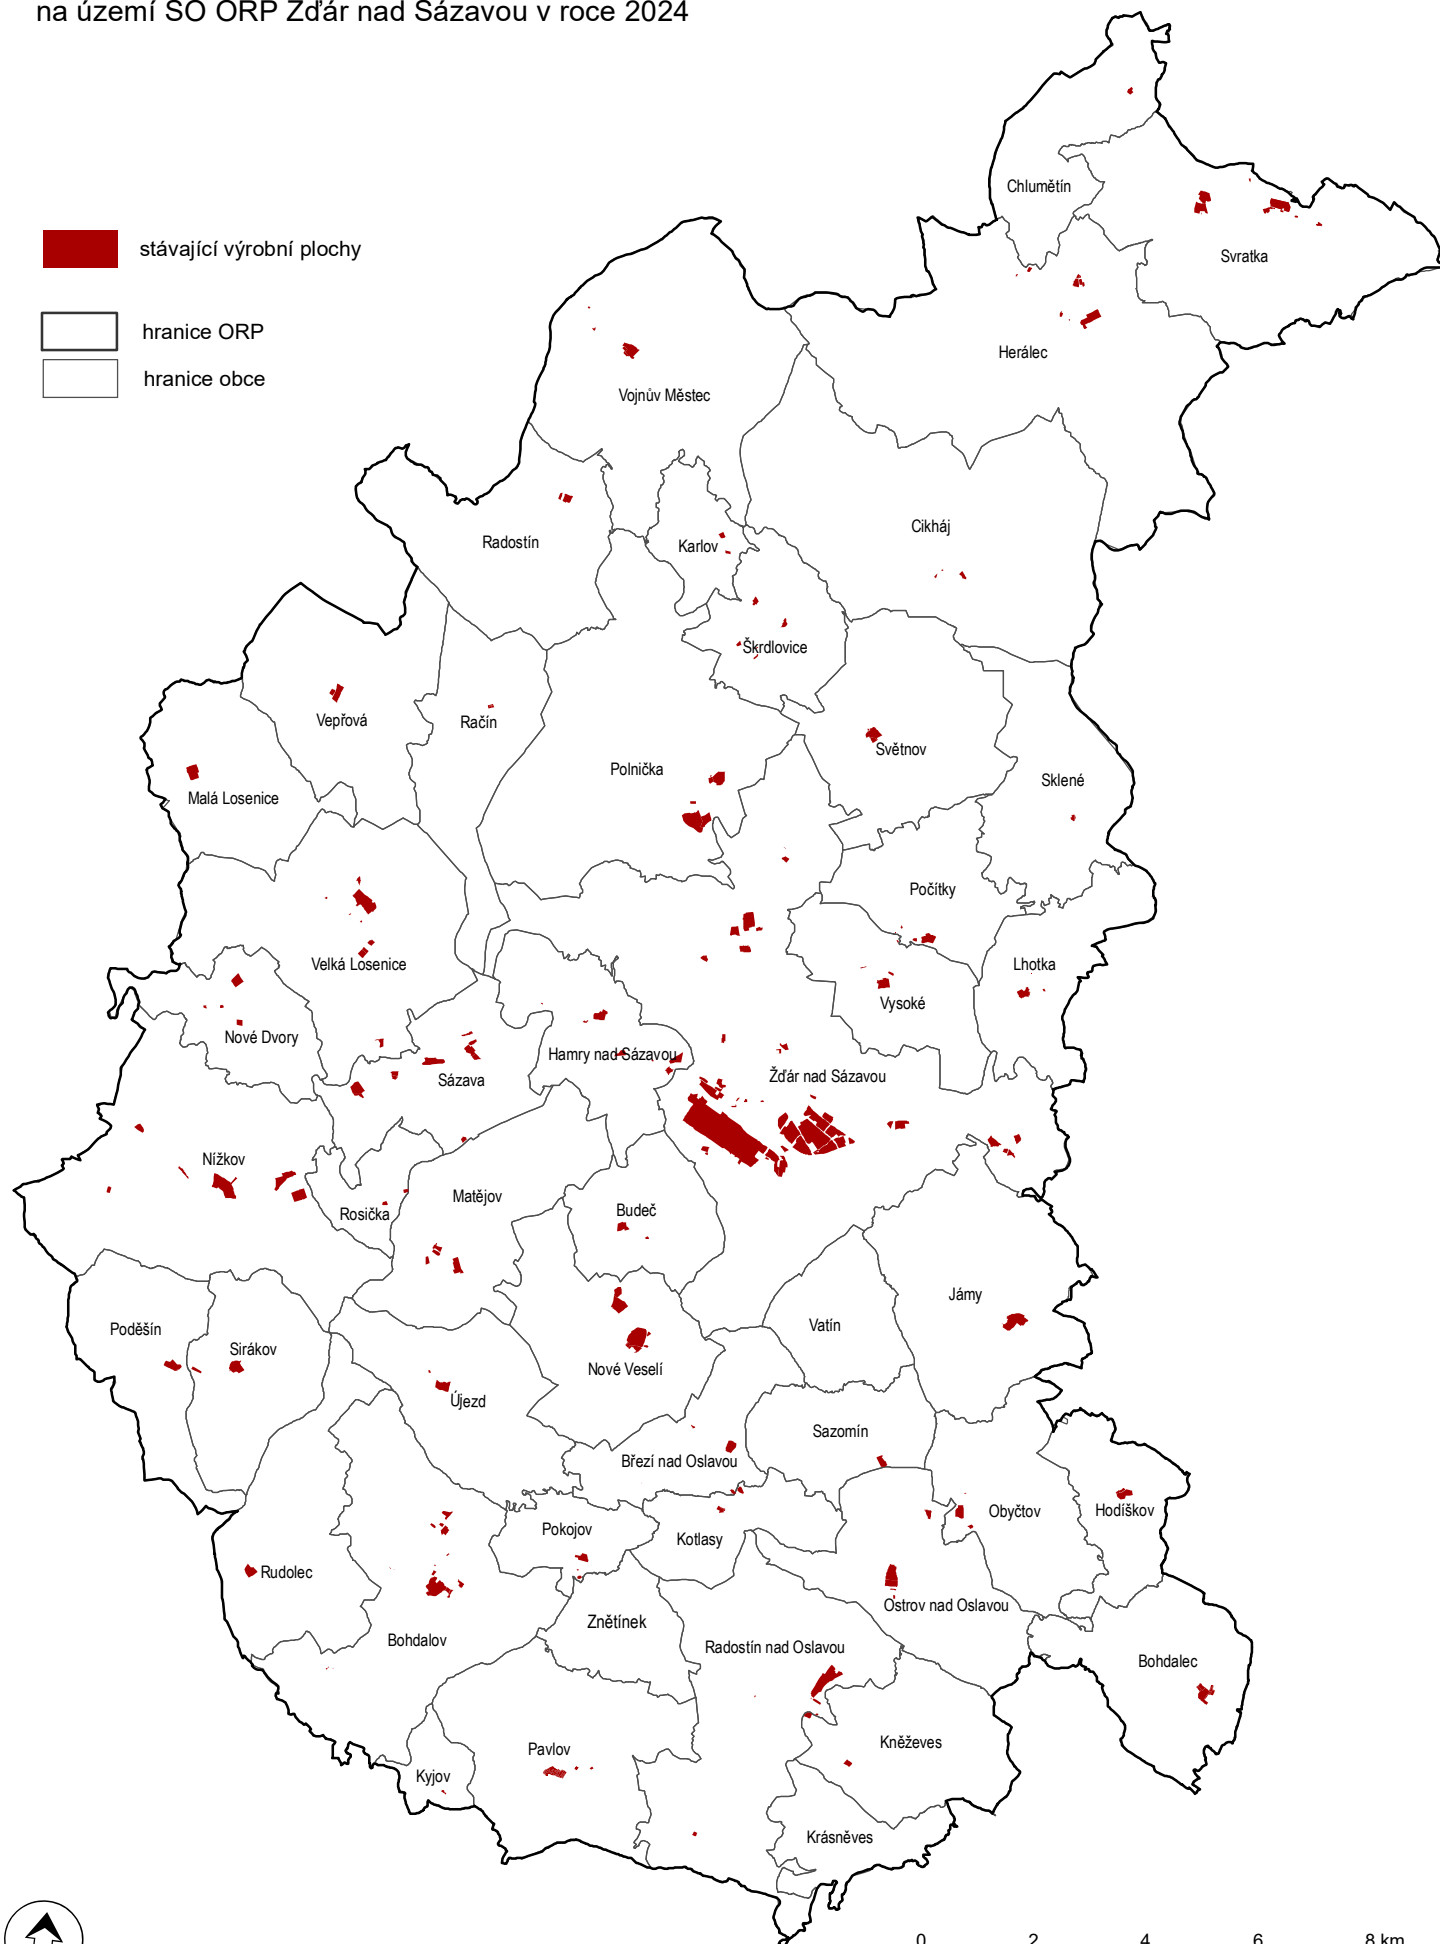 na území SO ORP Žďár nad Sázavou v roce 2024
stávající výrobní plochy
hranice ORP
hranice obce
Chlumětín
Svratka
Herálec
Vojnův Městec
Cikháj
Radostín
Karlov
Škrdlovice
Vepřová
Račín
Světnov
Polnička
Sklené
Malá Losenice
Počítky
Velká Losenice
Lhotka
Vysoké
Nové Dvory
Hamry nad Sázavou
Sázava
Žďár nad Sázavou
Nížkov
Matějov
Rosička
Budeč
Jámy
Poděšín
Vatín
Sirákov
Nové Veselí
Újezd
Sazomín
Březí nad Oslavou
Obyčtov
Hodíškov
Pokojov
Kotlasy
Rudolec
Ostrov nad Oslavou
Znětínek
Bohdalov
Radostín nad Oslavou
Bohdalec
Kněževes
Pavlov
Kyjov
Krásněves
0 2 4 6 8 km